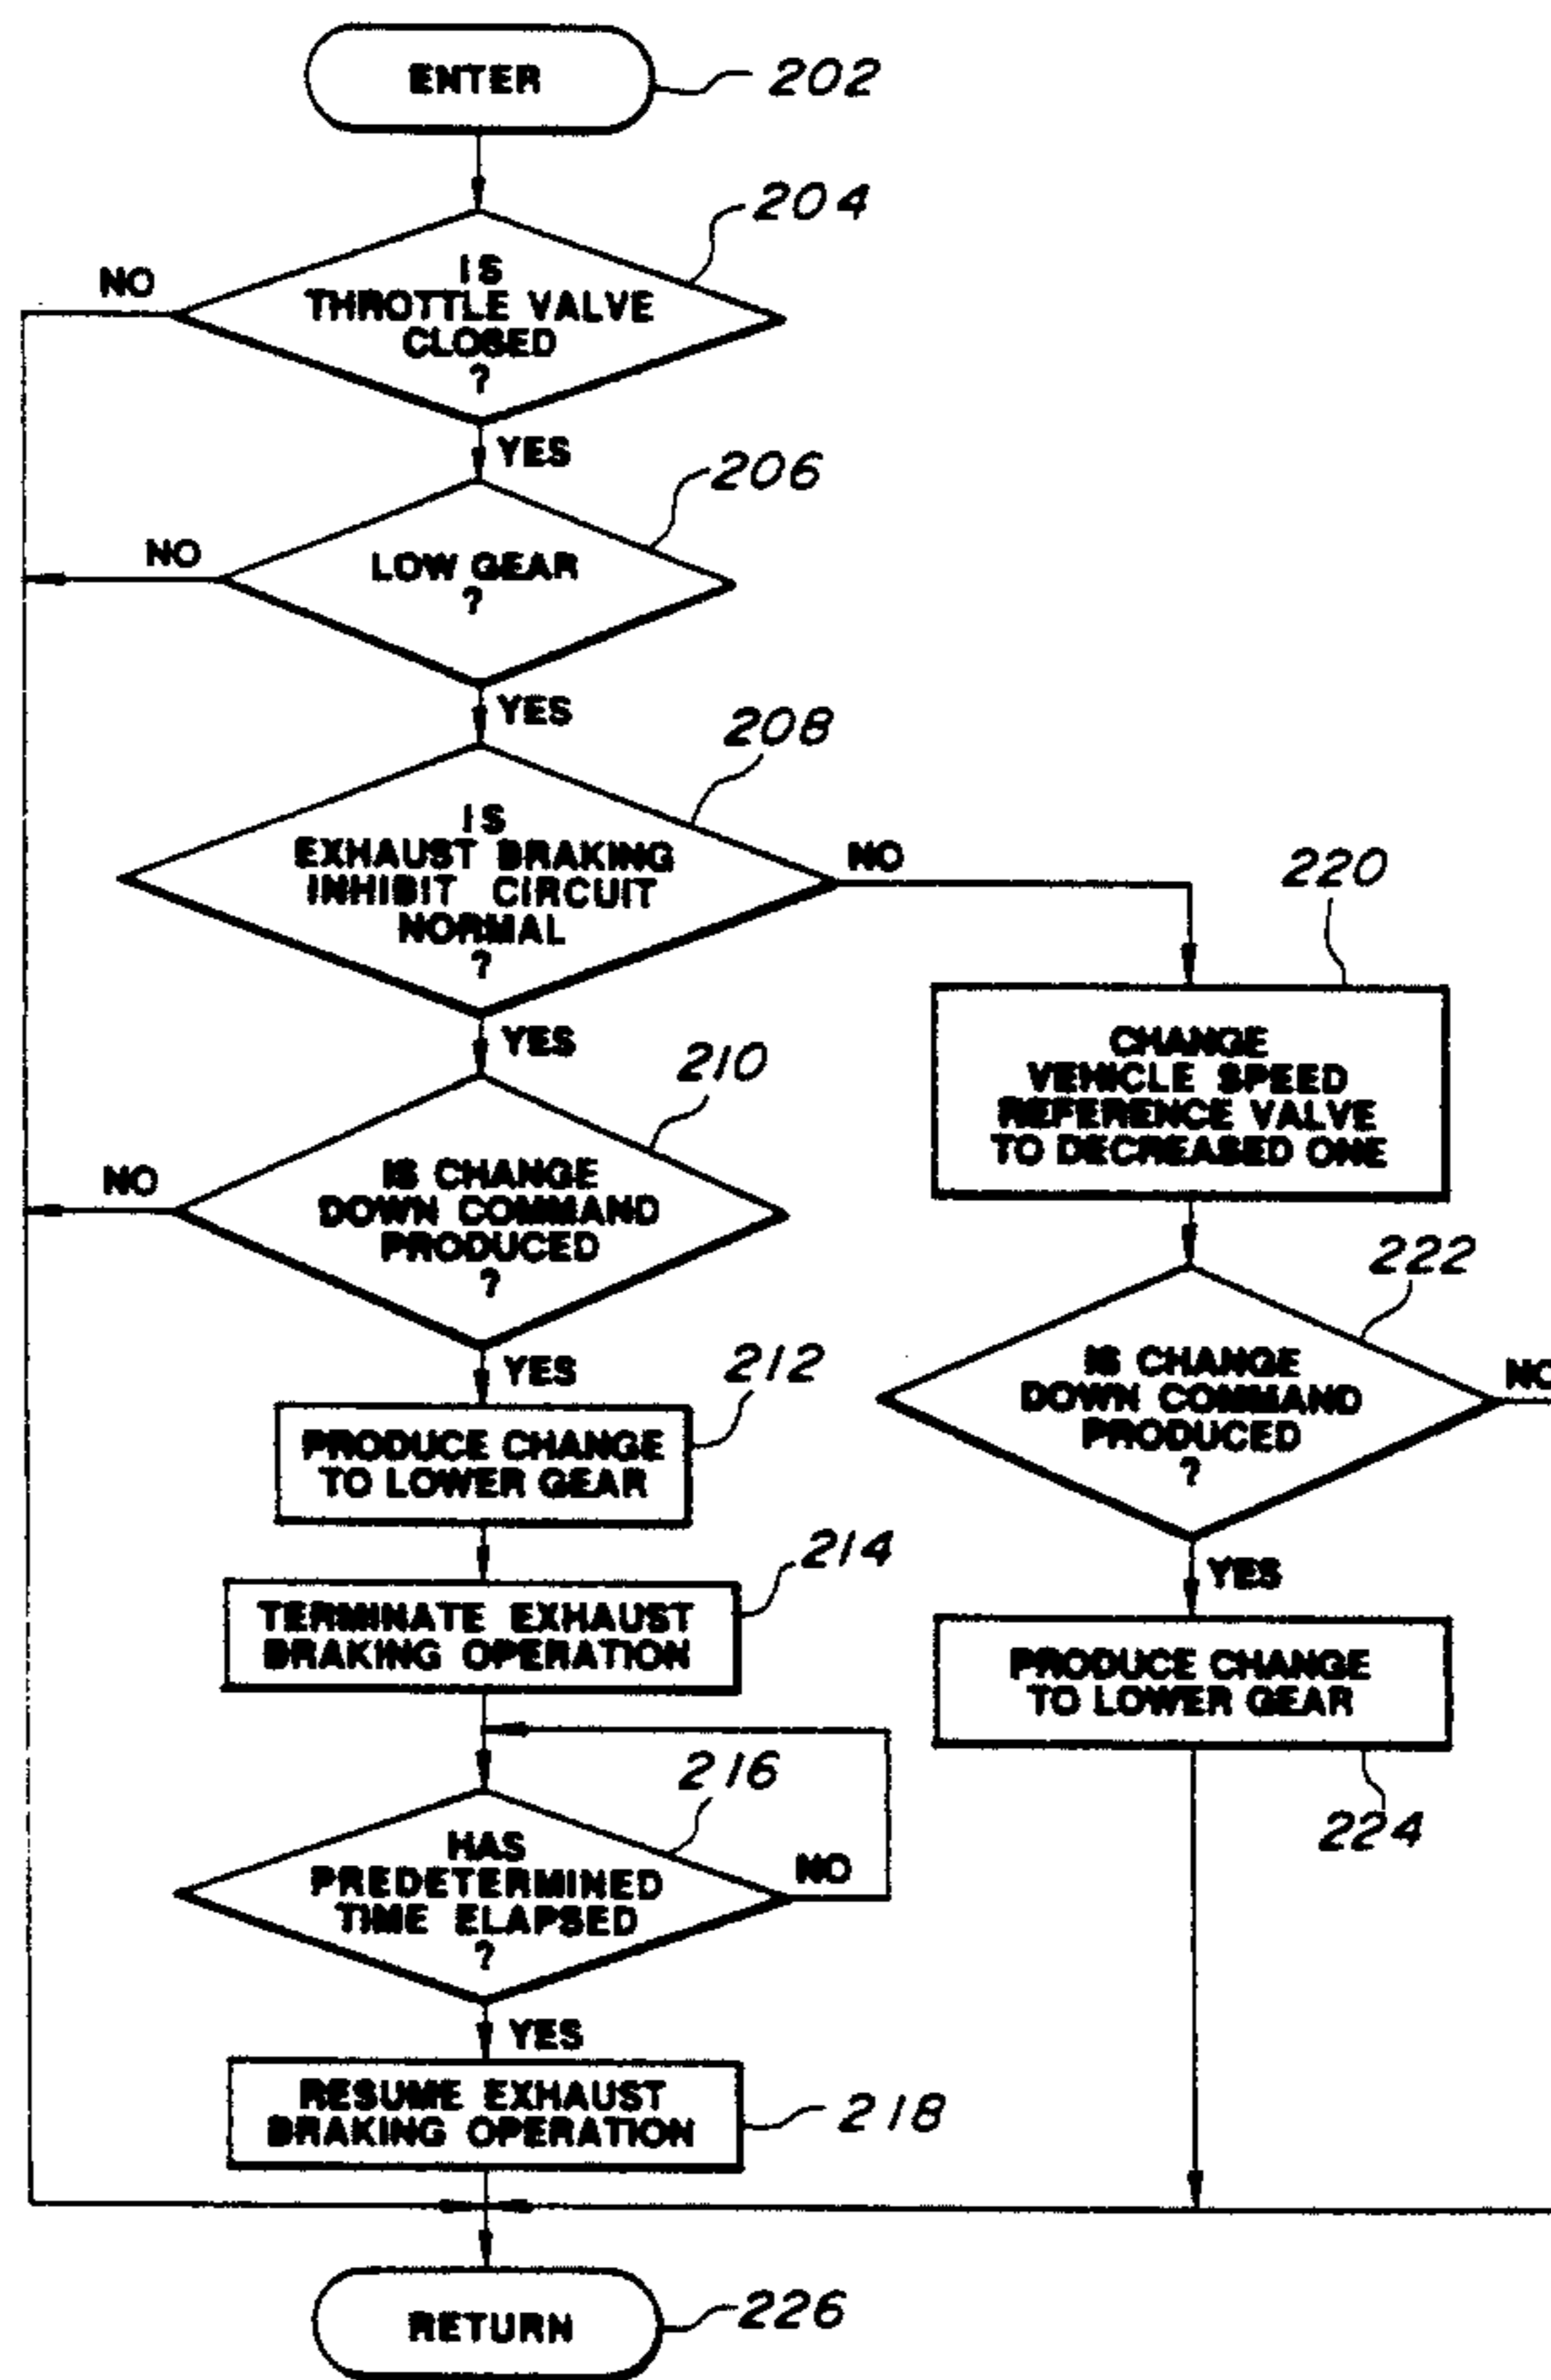 ENTER
202
204
NO
IS
THROTTLE VALVE
CLOSED
?
YES
206
NO
LOW GEAR
?
YES
208
IS
EXHAUST BRAKING
INHIBIT CIRCUIT
NORMAL
?
NO
YES
220
CHANGE
VEHICLE SPEED
REFERENCE VALVE
TO DECREASED ONE
210
NO
IS CHANGE
DOWN COMMAND
PRODUCED
?
YES
222
IS CHANGE
DOWN COMMAND
PRODUCED
?
NO
YES
212
PRODUCE CHANGE
TO LOWER GEAR
214
TERMINATE EXHAUST
BRAKING OPERATION
PRODUCE CHANGE
TO LOWER GEAR
224
216
HAS
PREDETERMINED
TIME ELAPSED
?
NO
YES
RESUME EXHAUST
BRAKING OPERATION
218
RETURN
226